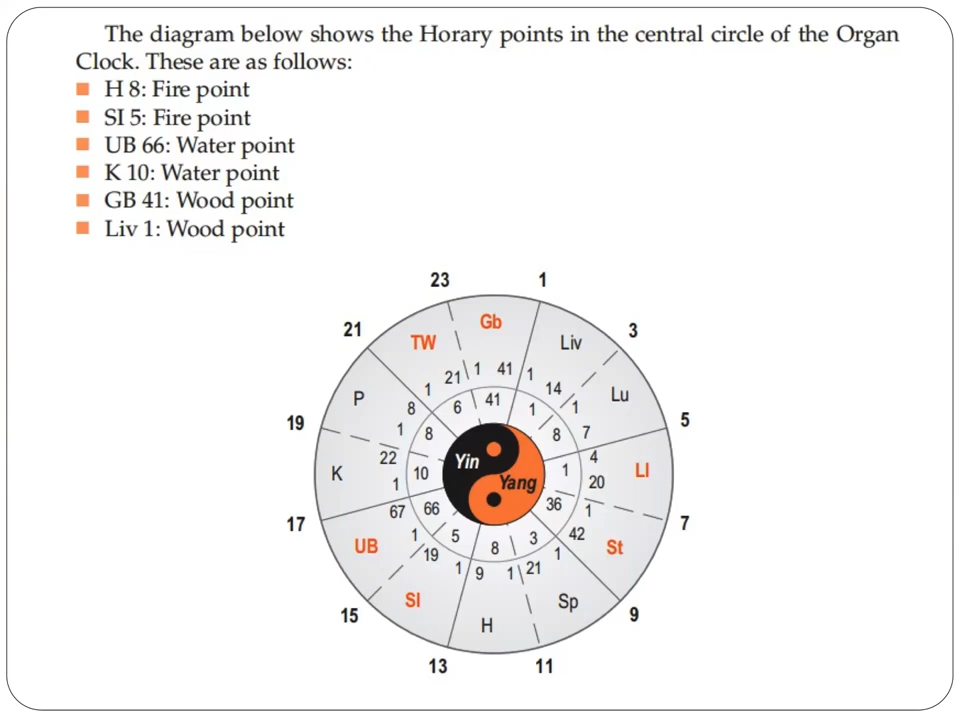 The diagram below shows the Horary points in the central circle of the Organ
Clock. These are as follows:
H 8: Fire point
SI 5: Fire point
UB 66: Water point
K 10: Water point
GB 41: Wood point
Liv 1: Wood point
23 1
21 TW Gb Liv 3
1 21 1 41 1 14 1
P 8 6 41 1 Lu
19 1 8 8 7 5
K 22 10 Yin Yang 1 4 LI
1 20
17 67 66 36 1 7
UB 1 5 8 3 42 St
19 1 9 1 21 1
15 SI H Sp 9
13 11